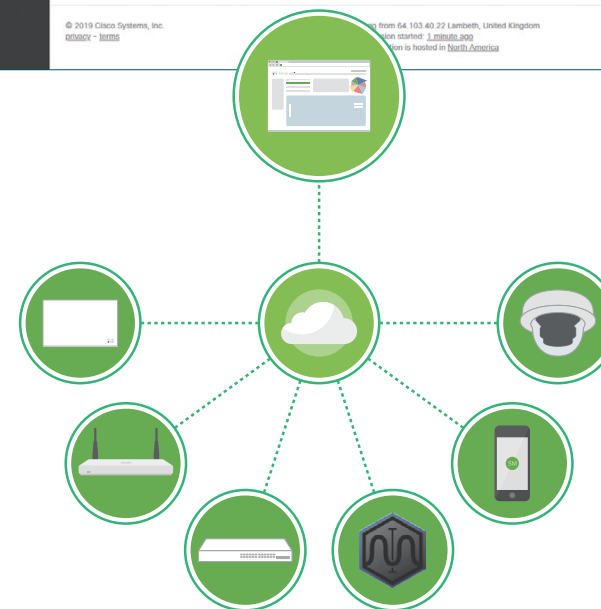 © 2019 Cisco Systems, Inc.
privacy - terms
from 64.103.40.22 Lambeth, United Kingdom
started: 1 minute ago
is hosted in North America
SM